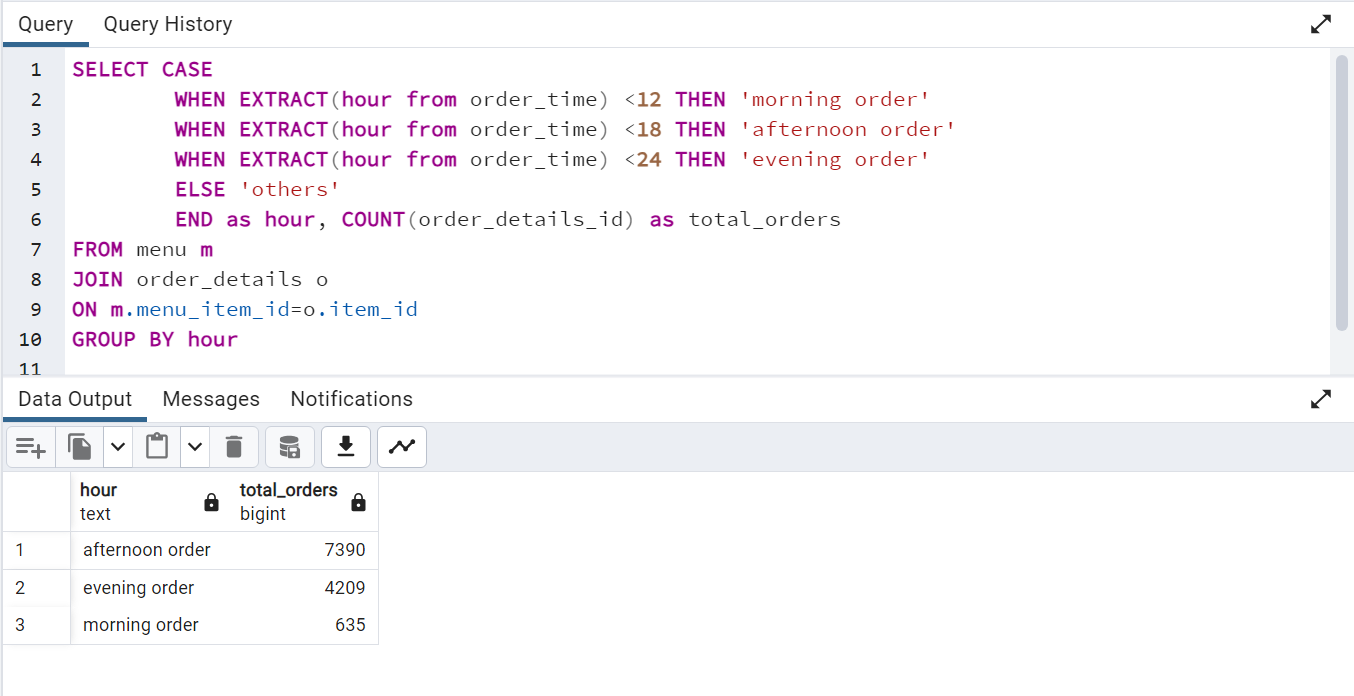 Query Query History
1 SELECT CASE
2 WHEN EXTRACT(hour from order_time) <12 THEN 'morning order'
3 WHEN EXTRACT(hour from order_time) <18 THEN 'afternoon order'
4 WHEN EXTRACT(hour from order_time) <24 THEN 'evening order'
5 ELSE 'others'
6 END as hour, COUNT(order_details_id) as total_orders
7 FROM menu m
8 JOIN order_details o
9 ON m.menu_item_id=o.item_id
10 GROUP BY hour
11
Data Output Messages Notifications
hour total_orders
text bigint
1 afternoon order 7390
2 evening order 4209
3 morning order 635